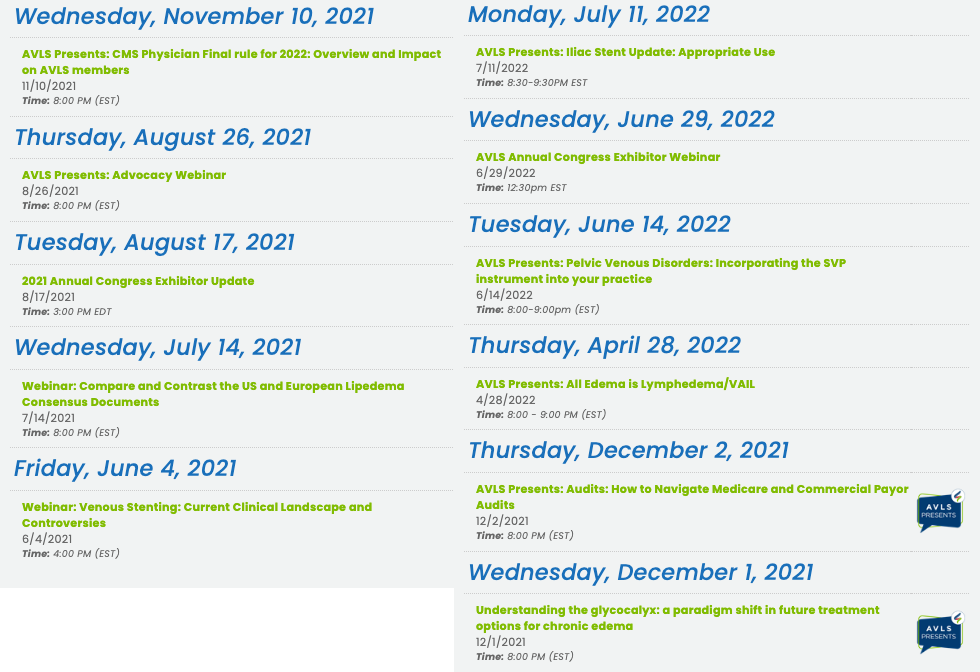 Wednesday, November 10, 2021
AVLS Presents: CMS Physician Final rule for 2022: Overview and Impact
on AVLS members
11/10/2021
Time: 8:00 PM (EST)
Thursday, August 26, 2021
AVLS Presents: Advocacy Webinar
8/26/2021
Time: 8:00 PM (EST)
Tuesday, August 17, 2021
2021 Annual Congress Exhibitor Update
8/17/2021
Time: 3:00 PM EDT
Wednesday, July 14, 2021
Webinar: Compare and Contrast the US and European Lipedema
Consensus Documents
7/14/2021
Time: 8:00 PM (EST)
Friday, June 4, 2021
Webinar: Venous Stenting: Current Clinical Landscape and
Controversies
6/4/2021
Time: 4:00 PM (EST)
Monday, July 11, 2022
AVLS Presents: Iliac Stent Update: Appropriate Use
7/11/2022
Time: 8:30-9:30PM EST
Wednesday, June 29, 2022
AVLS Annual Congress Exhibitor Webinar
6/29/2022
Time: 12:30pm EST
Tuesday, June 14, 2022
AVLS Presents: Pelvic Venous Disorders: Incorporating the SVP
instrument into your practice
6/14/2022
Time: 8:00-9:00pm (EST)
Thursday, April 28, 2022
AVLS Presents: All Edema is Lymphedema/VAIL
4/28/2022
Time: 8:00 - 9:00 PM (EST)
Thursday, December 2, 2021
AVLS Presents: Audits: How to Navigate Medicare and Commercial Payor
Audits
12/2/2021
Time: 8:00 PM (EST)
AVLS
PRESENTS
Wednesday, December 1, 2021
Understanding the glycocalyx: a paradigm shift in future treatment
options for chronic edema
12/1/2021
Time: 8:00 PM (EST)
AVLS
PRESENTS